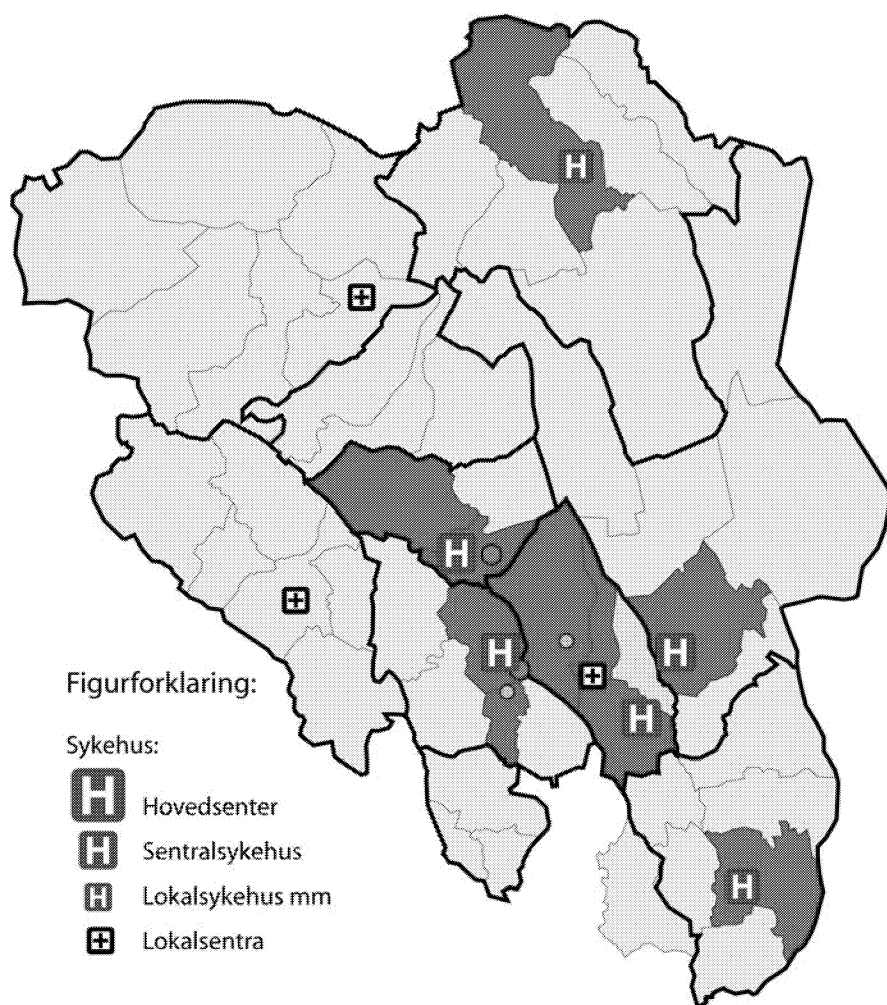 H
H
H
H
H
H
Figurforklaring:
Sykehus:
H Hovedsenter
H Sentralsykehus
H Lokalsykehus mm
Lokalsentra